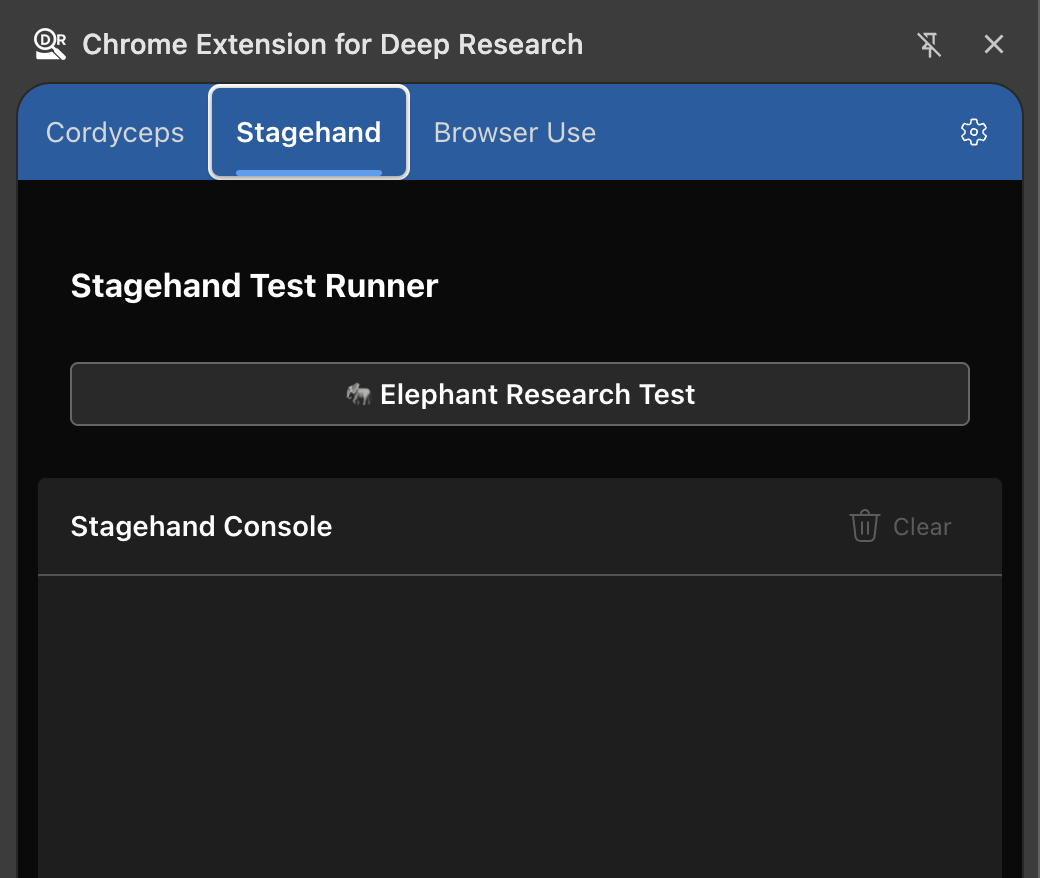 DR Chrome Extension for Deep Research
Cordyceps Stagehand Browser Use
Stagehand Test Runner
🐘 Elephant Research Test
Stagehand Console Clear